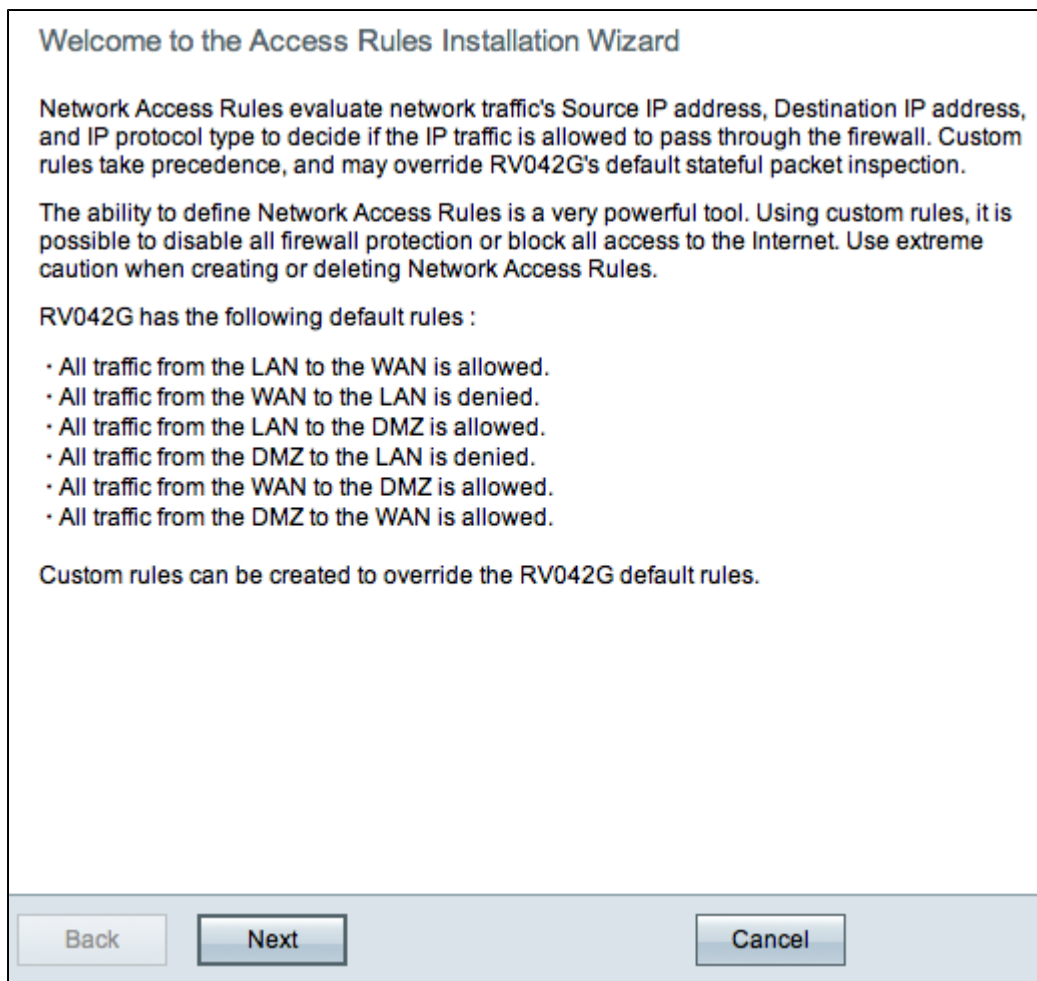 Welcome to the Access Rules Installation Wizard
Network Access Rules evaluate network traffic's Source IP address, Destination IP address,
and IP protocol type to decide if the IP traffic is allowed to pass through the firewall. Custom
rules take precedence, and may override RV042G's default stateful packet inspection.
The ability to define Network Access Rules is a very powerful tool. Using custom rules, it is
possible to disable all firewall protection or block all access to the Internet. Use extreme
caution when creating or deleting Network Access Rules.
RV042G has the following default rules :
· All traffic from the LAN to the WAN is allowed.
· All traffic from the WAN to the LAN is denied.
· All traffic from the LAN to the DMZ is allowed.
· All traffic from the DMZ to the LAN is denied.
· All traffic from the WAN to the DMZ is allowed.
· All traffic from the DMZ to the WAN is allowed.
Custom rules can be created to override the RV042G default rules.
Back Next Cancel